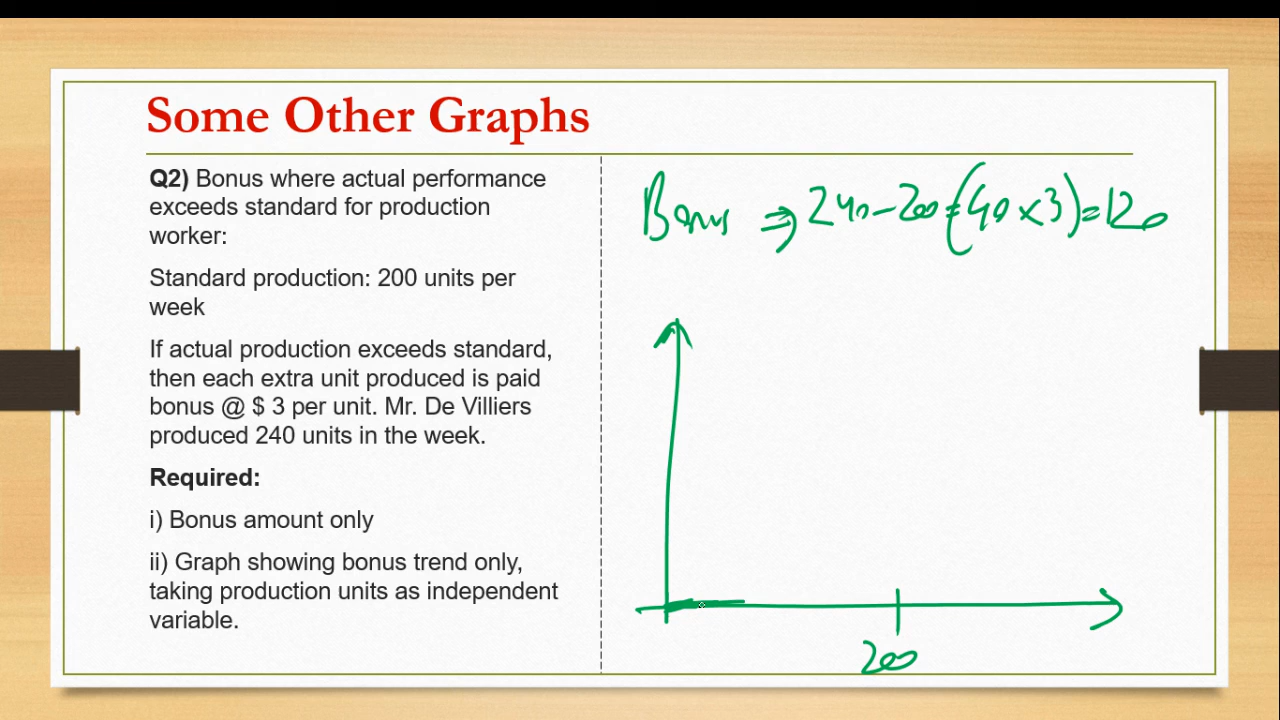 Some Other Graphs
Q2) Bonus where actual performance
exceeds standard for production
worker:
Standard production: 200 units per
week
If actual production exceeds standard,
then each extra unit produced is paid
bonus @ $ 3 per unit. Mr. De Villiers
produced 240 units in the week.
Required:
i) Bonus amount only
ii) Graph showing bonus trend only,
taking production units as independent
variable.
Bonus ⇒ 240-200=(40×3)=120
200